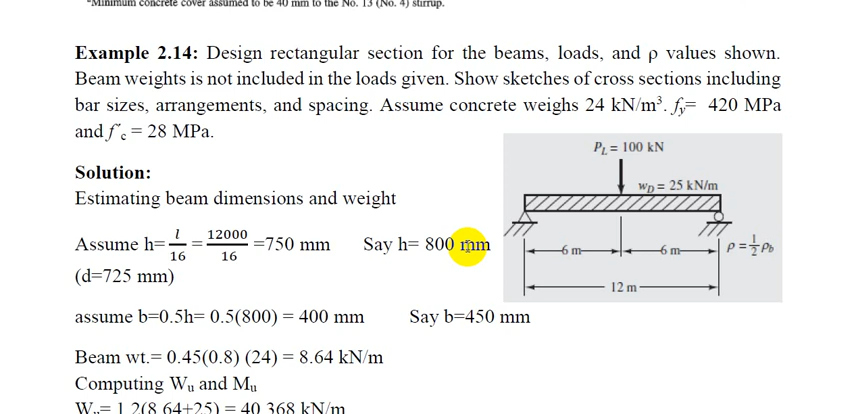 *Minimum concrete cover assumed to be 40 mm to the No. 13 (No. 4) stirrup.
Example 2.14: Design rectangular section for the beams, loads, and ρ values shown.
Beam weights is not included in the loads given. Show sketches of cross sections including
bar sizes, arrangements, and spacing. Assume concrete weighs 24 kN/m³. fy= 420 MPa
and f'c = 28 MPa.
Solution:
Estimating beam dimensions and weight
Assume h= l/16 = 12000/16 =750 mm Say h= 800 mm
(d=725 mm)
assume b=0.5h= 0.5(800) = 400 mm Say b=450 mm
Beam wt.= 0.45(0.8) (24) = 8.64 kN/m
Computing Wu and Mu
Wu= 1.2(8.64+25) = 40.368 kN/m
PL = 100 kN
wD = 25 kN/m
6 m 6 m ρ = 1/2 ρb
12 m